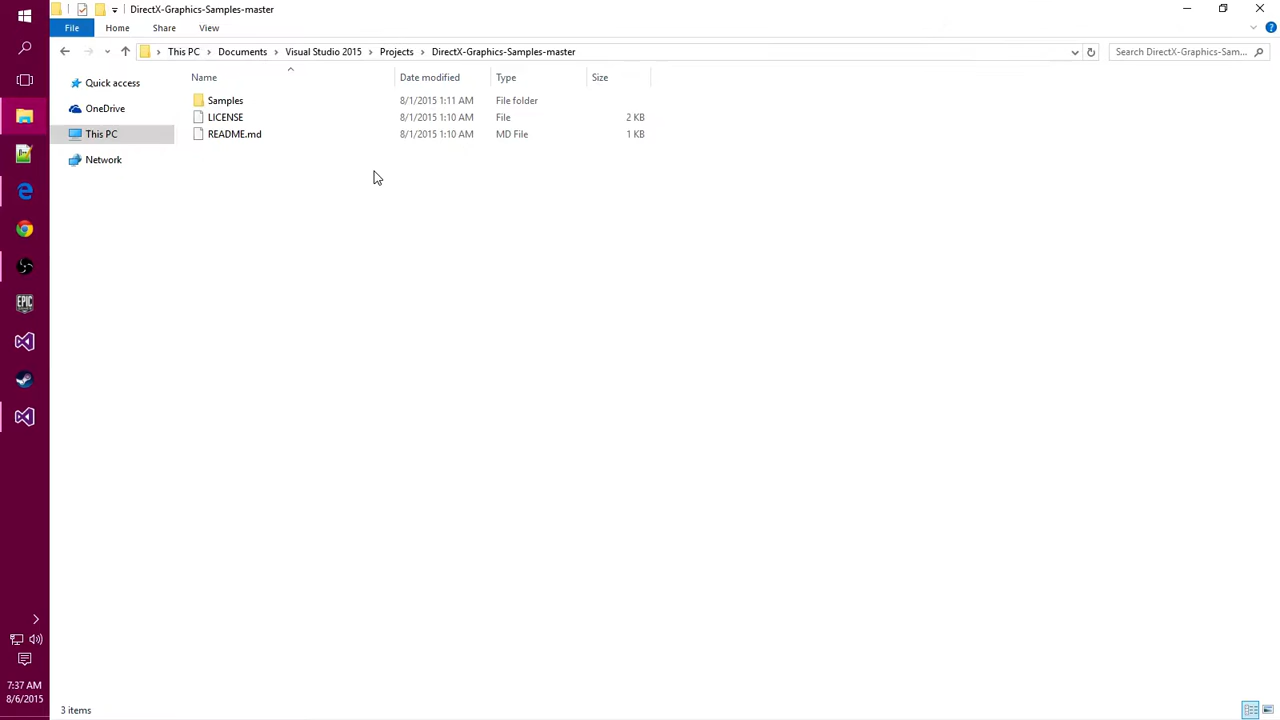 DirectX-Graphics-Samples-master
File Home Share View
This PC Documents Visual Studio 2015 Projects DirectX-Graphics-Samples-master Search DirectX-Graphics-Sam...
Name Date modified Type Size
Quick access
OneDrive
This PC
Network
Samples 8/1/2015 1:11 AM File folder
LICENSE 8/1/2015 1:10 AM File 2 KB
README.md 8/1/2015 1:10 AM MD File 1 KB
EPIC
7:37 AM
8/6/2015
3 items